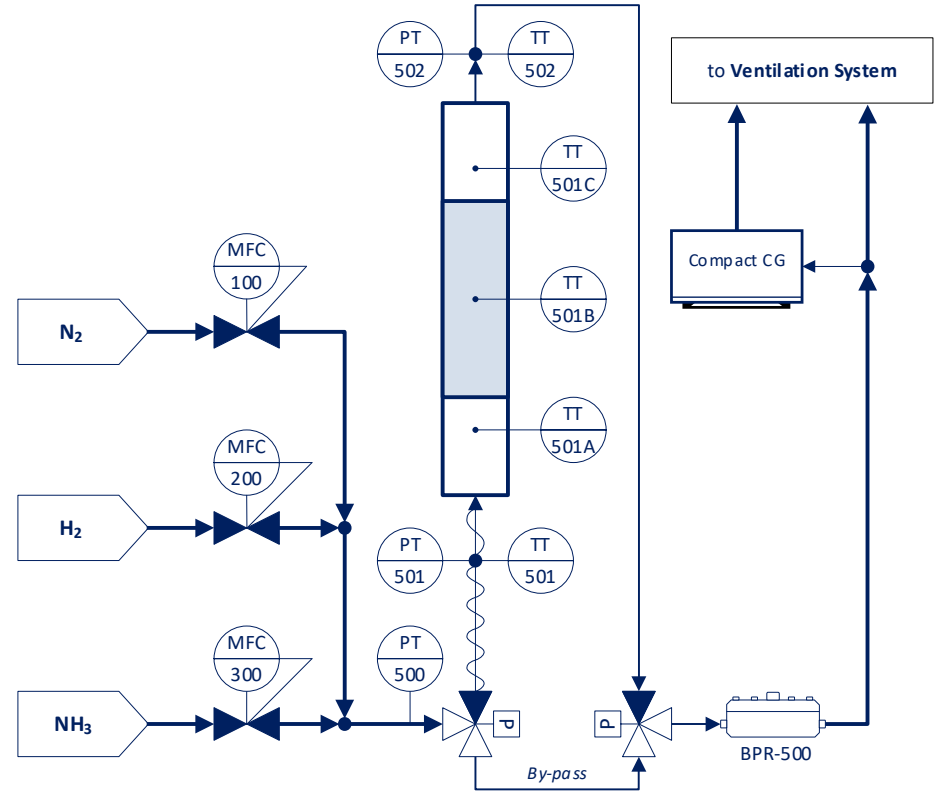 PT
502
TT
502
to Ventilation System
TT
501C
MFC
100
Compact CG
N2
TT
501B
MFC
200
TT
501A
H2
PT
501
TT
501
MFC
300
PT
500
NH3
P
P
BPR-500
By-pass